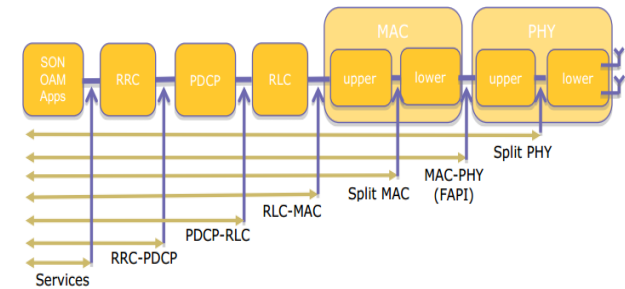 MAC
PHY
SON
OAM
Apps
RRC
PDCP
RLC
upper
lower
upper
lower
Split PHY
MAC-PHY
(FAPI)
Split MAC
RLC-MAC
PDCP-RLC
RRC-PDCP
Services